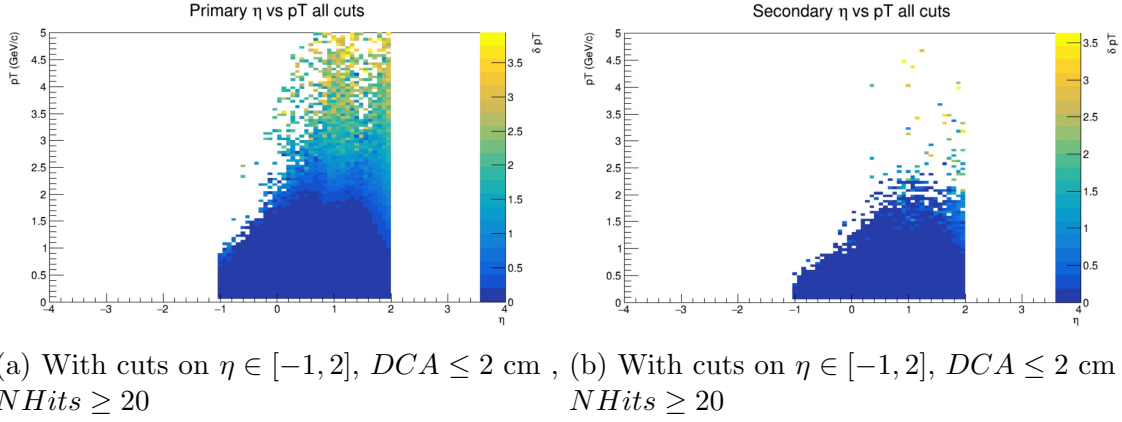 Primary η vs pT all cuts
pT (GeV/c)
5
4.5
4
3.5
3
2.5
2
1.5
1
0.5
0
−4 −3 −2 −1 0 1 2 3 4
η
δ pT
3.5
3
2.5
2
1.5
1
0.5
0
Secondary η vs pT all cuts
pT (GeV/c)
5
4.5
4
3.5
3
2.5
2
1.5
1
0.5
0
−4 −3 −2 −1 0 1 2 3 4
η
δ pT
3.5
3
2.5
2
1.5
1
0.5
0
(a) With cuts on η ∈ [−1, 2], DCA ≤ 2 cm ,
NHits ≥ 20
(b) With cuts on η ∈ [−1, 2], DCA ≤ 2 cm
NHits ≥ 20